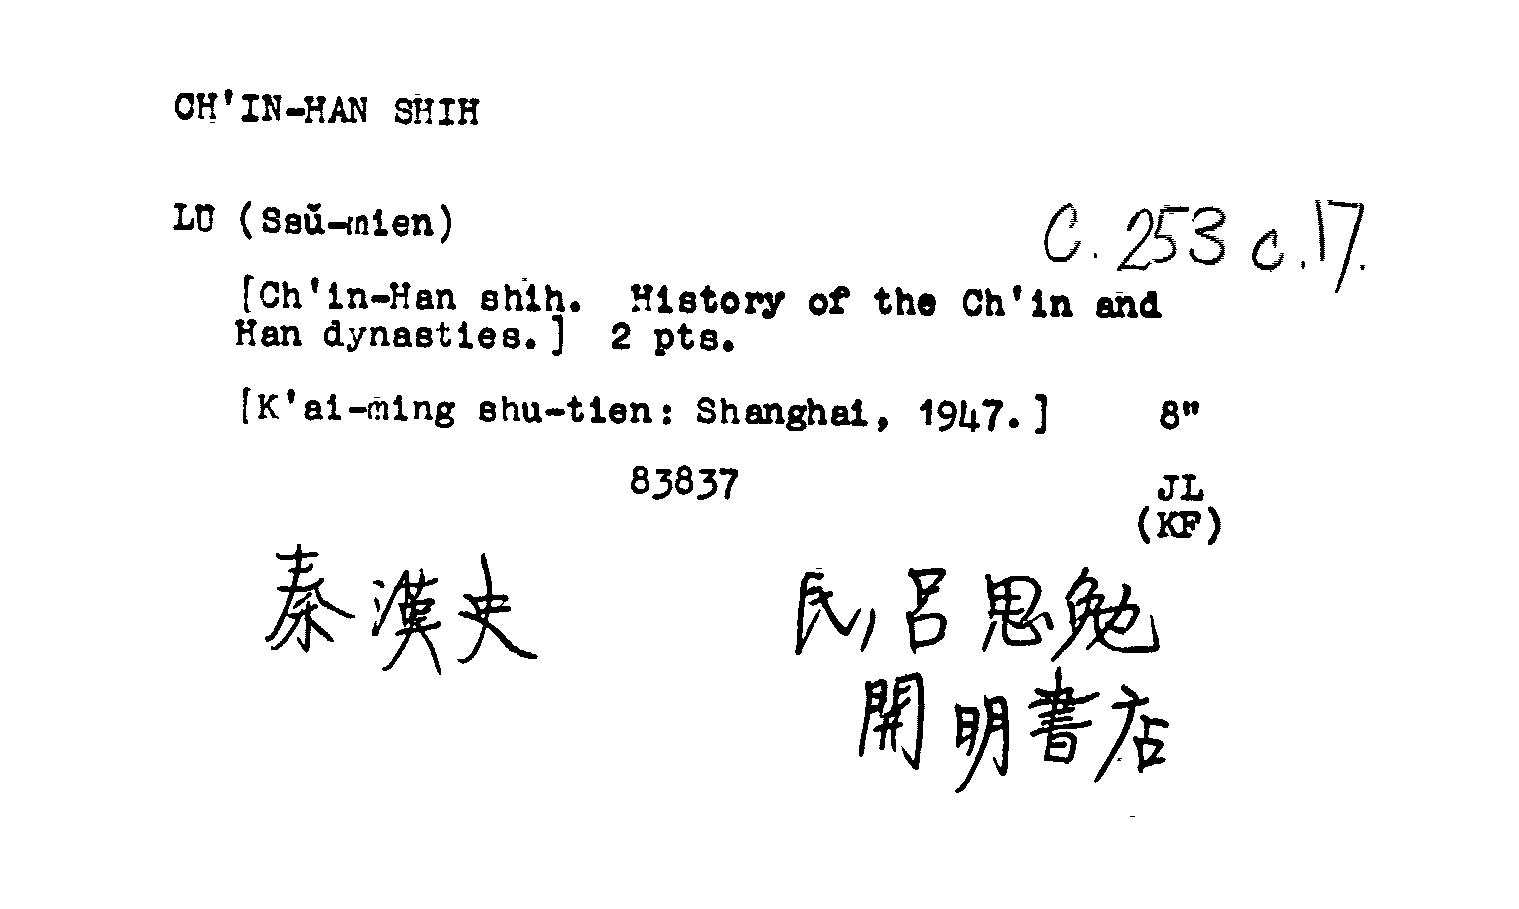 CH'IN-HAN SHIH
LÜ (Ssŭ-mien)
C. 253 c. 17.
[Ch'in-Han shih. History of the Ch'in and
Han dynasties.] 2 pts.
[K'ai-ming shu-tien: Shanghai, 1947.] 8"
83837
JL
(KF)
秦漢史 民, 呂思勉
開明書店